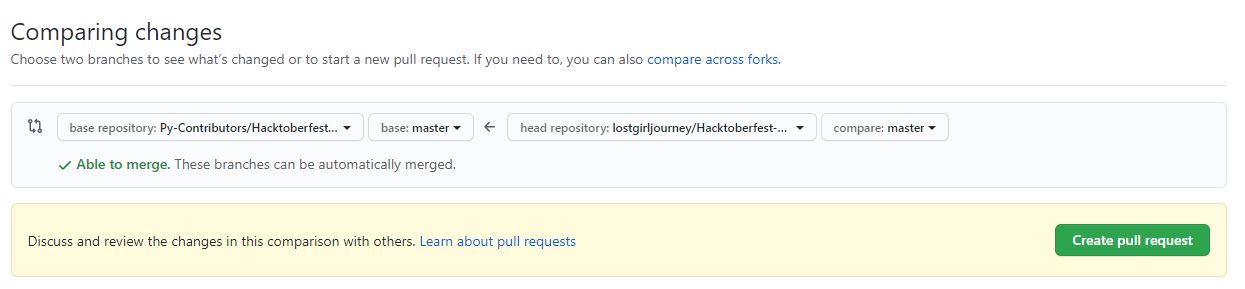 Comparing changes
Choose two branches to see what's changed or to start a new pull request. If you need to, you can also compare across forks.
base repository: Py-Contributors/Hacktoberfest... base: master head repository: lostgirljourney/Hacktoberfest-... compare: master
Able to merge. These branches can be automatically merged.
Discuss and review the changes in this comparison with others. Learn about pull requests Create pull request